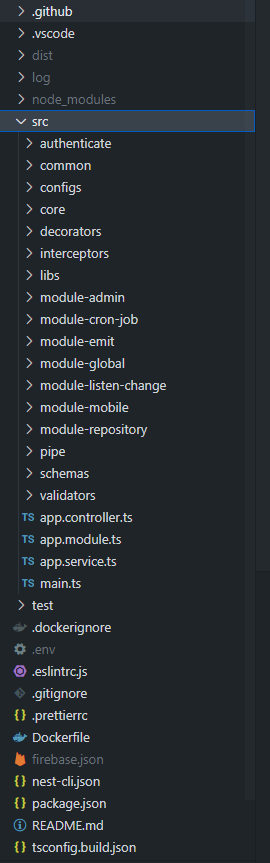 .github
.vscode
dist
log
node_modules
src
authenticate
common
configs
core
decorators
interceptors
libs
module-admin
module-cron-job
module-emit
module-global
module-listen-change
module-mobile
module-repository
pipe
schemas
validators
TS app.controller.ts
TS app.module.ts
TS app.service.ts
TS main.ts
test
.dockerignore
.env
.eslintrc.js
.gitignore
.prettierrc
Dockerfile
firebase.json
nest-cli.json
package.json
README.md
tsconfig.build.json